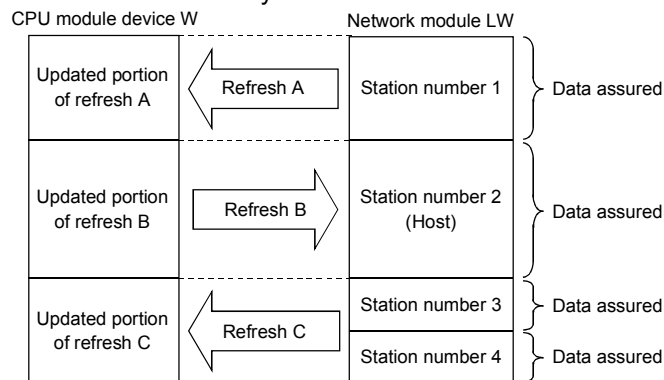 CPU module device W
Network module LW
Updated portion
of refresh A
Refresh A
Station number 1
Data assured
Updated portion
of refresh B
Refresh B
Station number 2
(Host)
Data assured
Updated portion
of refresh C
Refresh C
Station number 3
Data assured
Station number 4
Data assured